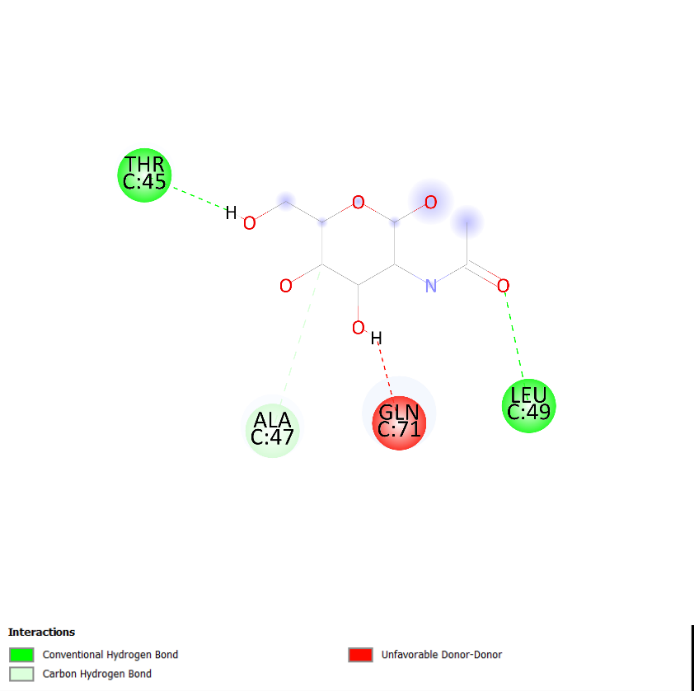 THR
C:45
H
O
O
O
O
N
O
O
H
ALA
C:47
GLN
C:71
LEU
C:49
Interactions
Conventional Hydrogen Bond
Carbon Hydrogen Bond
Unfavorable Donor-Donor